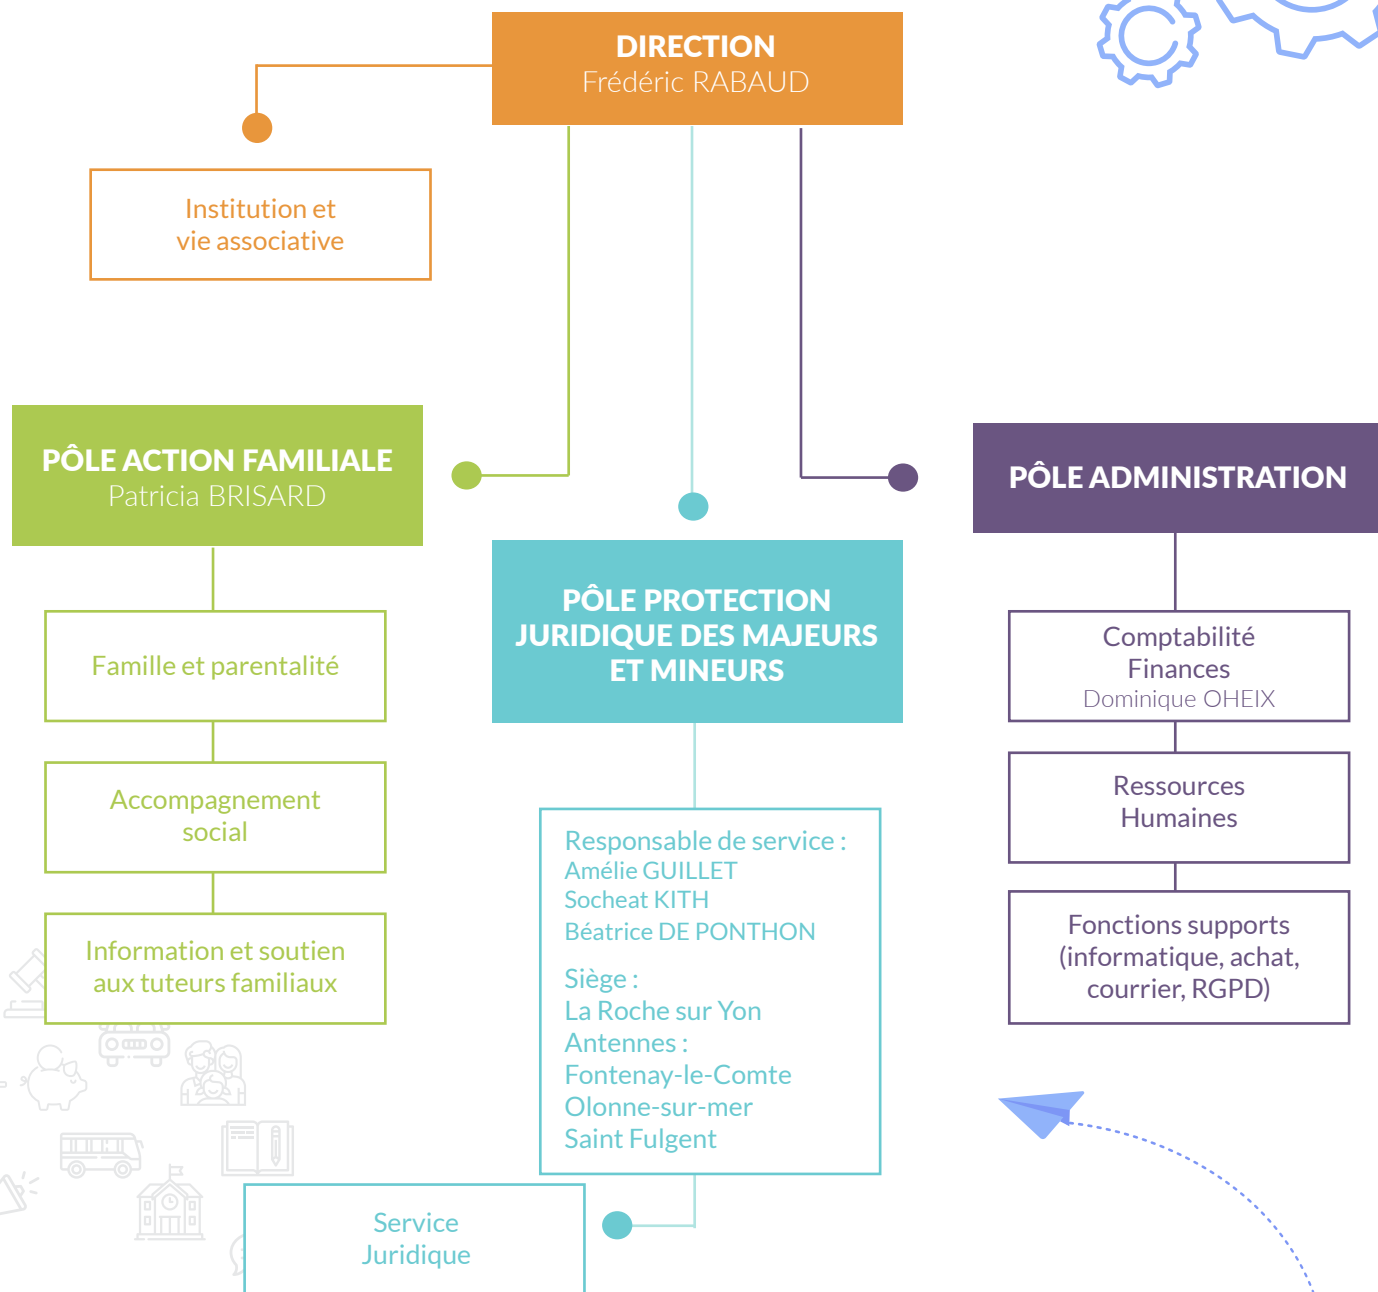 DIRECTION
Frédéric RABAUD
Institution et
vie associative
PÔLE ACTION FAMILIALE
Patricia BRISARD
Famille et parentalité
Accompagnement
social
Information et soutien
aux tuteurs familiaux
PÔLE PROTECTION
JURIDIQUE DES MAJEURS
ET MINEURS
Responsable de service :
Amélie GUILLET
Socheat KITH
Béatrice DE PONTHON
Siège :
La Roche sur Yon
Antennes :
Fontenay-le-Comte
Olonne-sur-mer
Saint Fulgent
Service
Juridique
PÔLE ADMINISTRATION
Comptabilité
Finances
Dominique OHEIX
Ressources
Humaines
Fonctions supports
(informatique, achat,
courrier, RGPD)